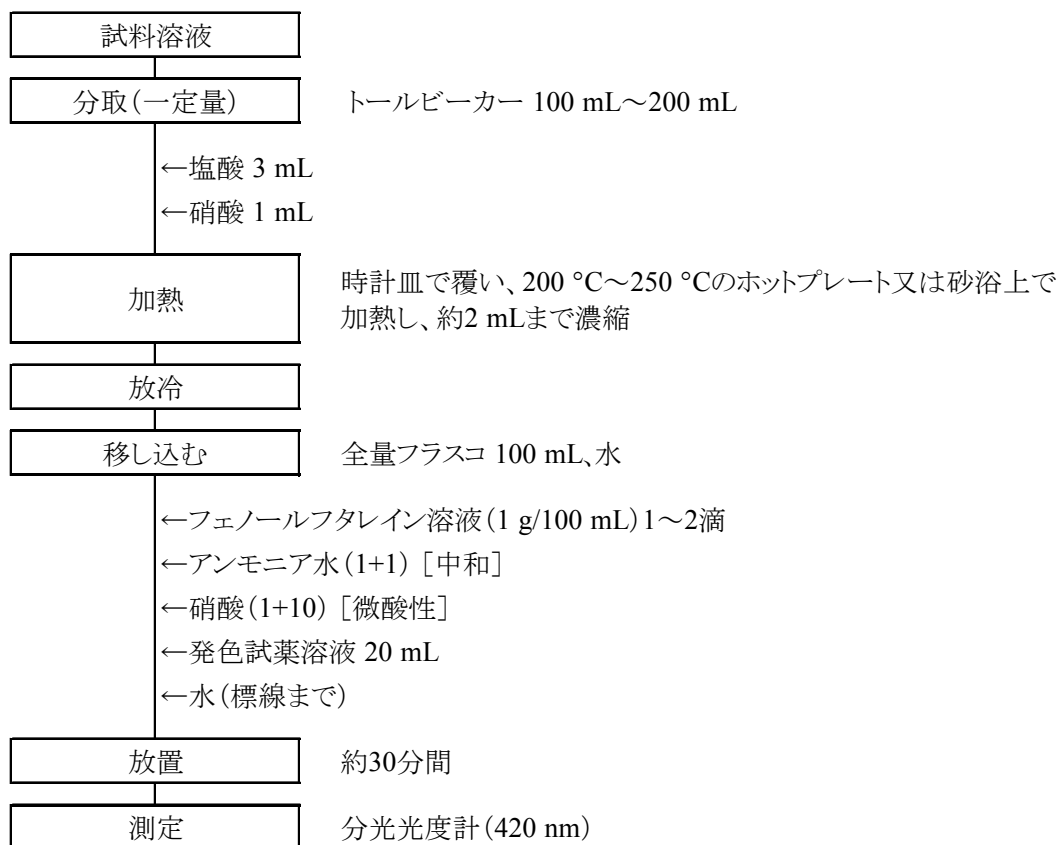 試料溶液
分取(一定量) トールビーカー 100 mL～200 mL
←塩酸 3 mL
←硝酸 1 mL
加熱 時計皿で覆い、200 °C～250 °Cのホットプレート又は砂浴上で
加熱し、約2 mLまで濃縮
放冷
移し込む 全量フラスコ 100 mL、水
←フェノールフタレイン溶液(1 g/100 mL)1～2滴
←アンモニア水(1+1) [中和]
←硝酸(1+10) [微酸性]
←発色試薬溶液 20 mL
←水(標線まで)
放置 約30分間
測定 分光光度計(420 nm)